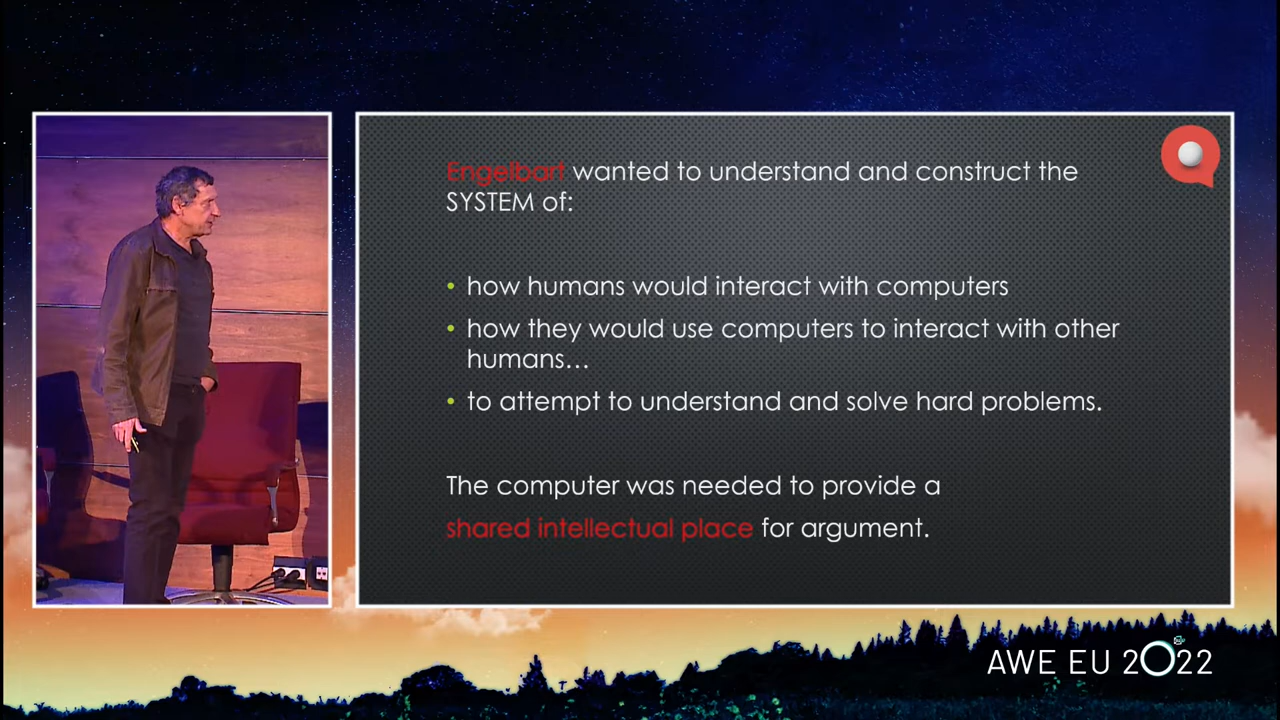 Engelbart wanted to understand and construct the
SYSTEM of:
• how humans would interact with computers
• how they would use computers to interact with other
humans...
• to attempt to understand and solve hard problems.
The computer was needed to provide a
shared intellectual place for argument.
AWE EU 2022